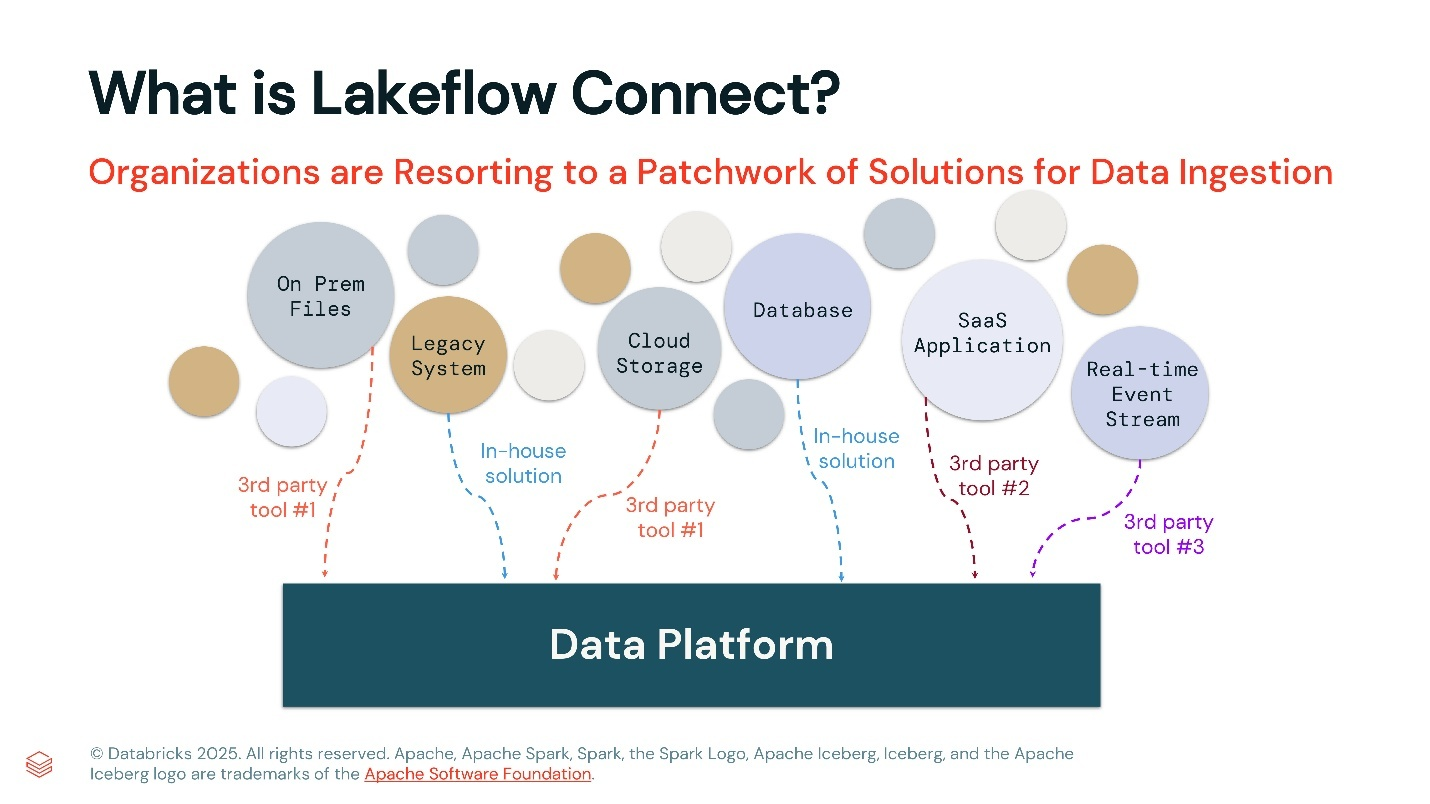 What is Lakeflow Connect?
Organizations are Resorting to a Patchwork of Solutions for Data Ingestion
On Prem
Files
Legacy
System
Cloud
Storage
Database
SaaS
Application
Real-time
Event
Stream
3rd party
tool #1
In-house
solution
3rd party
tool #1
In-house
solution
3rd party
tool #2
3rd party
tool #3
Data Platform
© Databricks 2025. All rights reserved. Apache, Apache Spark, Spark, the Spark Logo, Apache Iceberg, Iceberg, and the Apache
Iceberg logo are trademarks of the Apache Software Foundation.